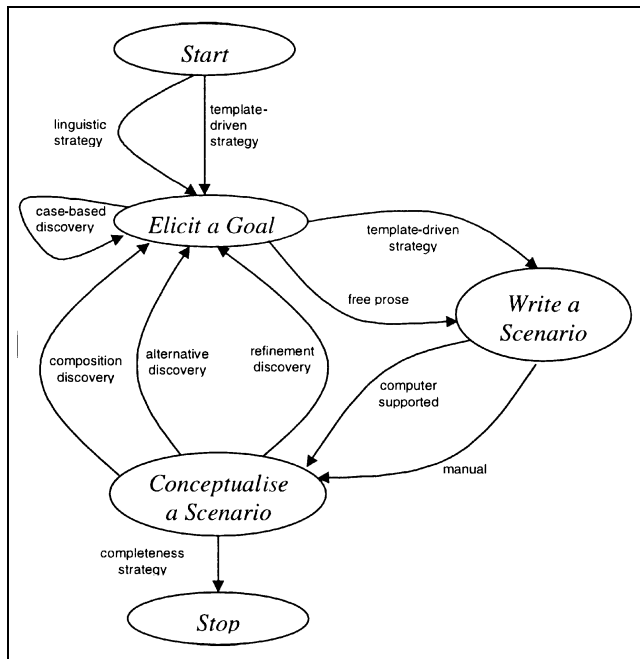 Start
linguistic
strategy
template-
driven
strategy
case-based
discovery
Elicit a Goal
template-driven
strategy
free prose
Write a
Scenario
composition
discovery
alternative
discovery
refinement
discovery
computer
supported
manual
Conceptualise
a Scenario
completeness
strategy
Stop